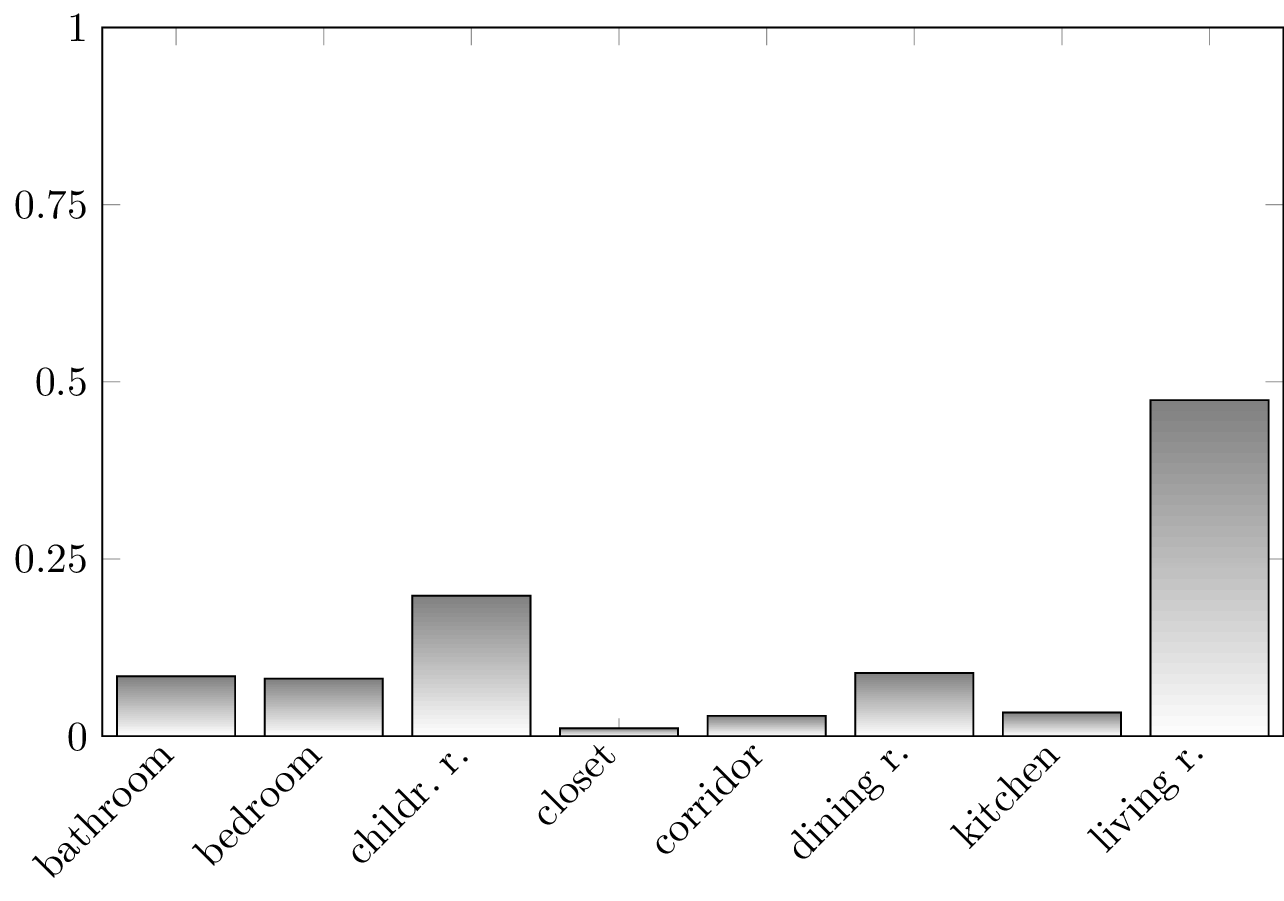 1
0.75
0.5
0.25
0
bathroom
bedroom
childr. r.
closet
corridor
dining r.
kitchen
living r.